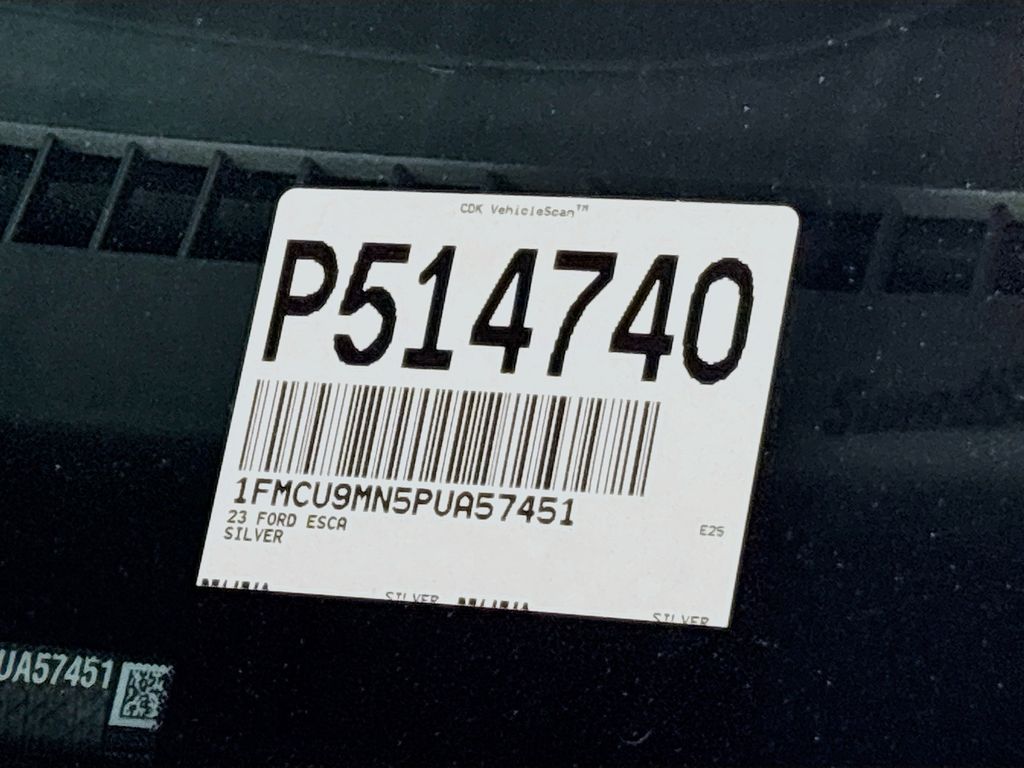 CDK VehicleScan™
P514740
1FMCU9MN5PUA57451
23 FORD ESCA
SILVER
E25
SILVER
SILVER
UA57451